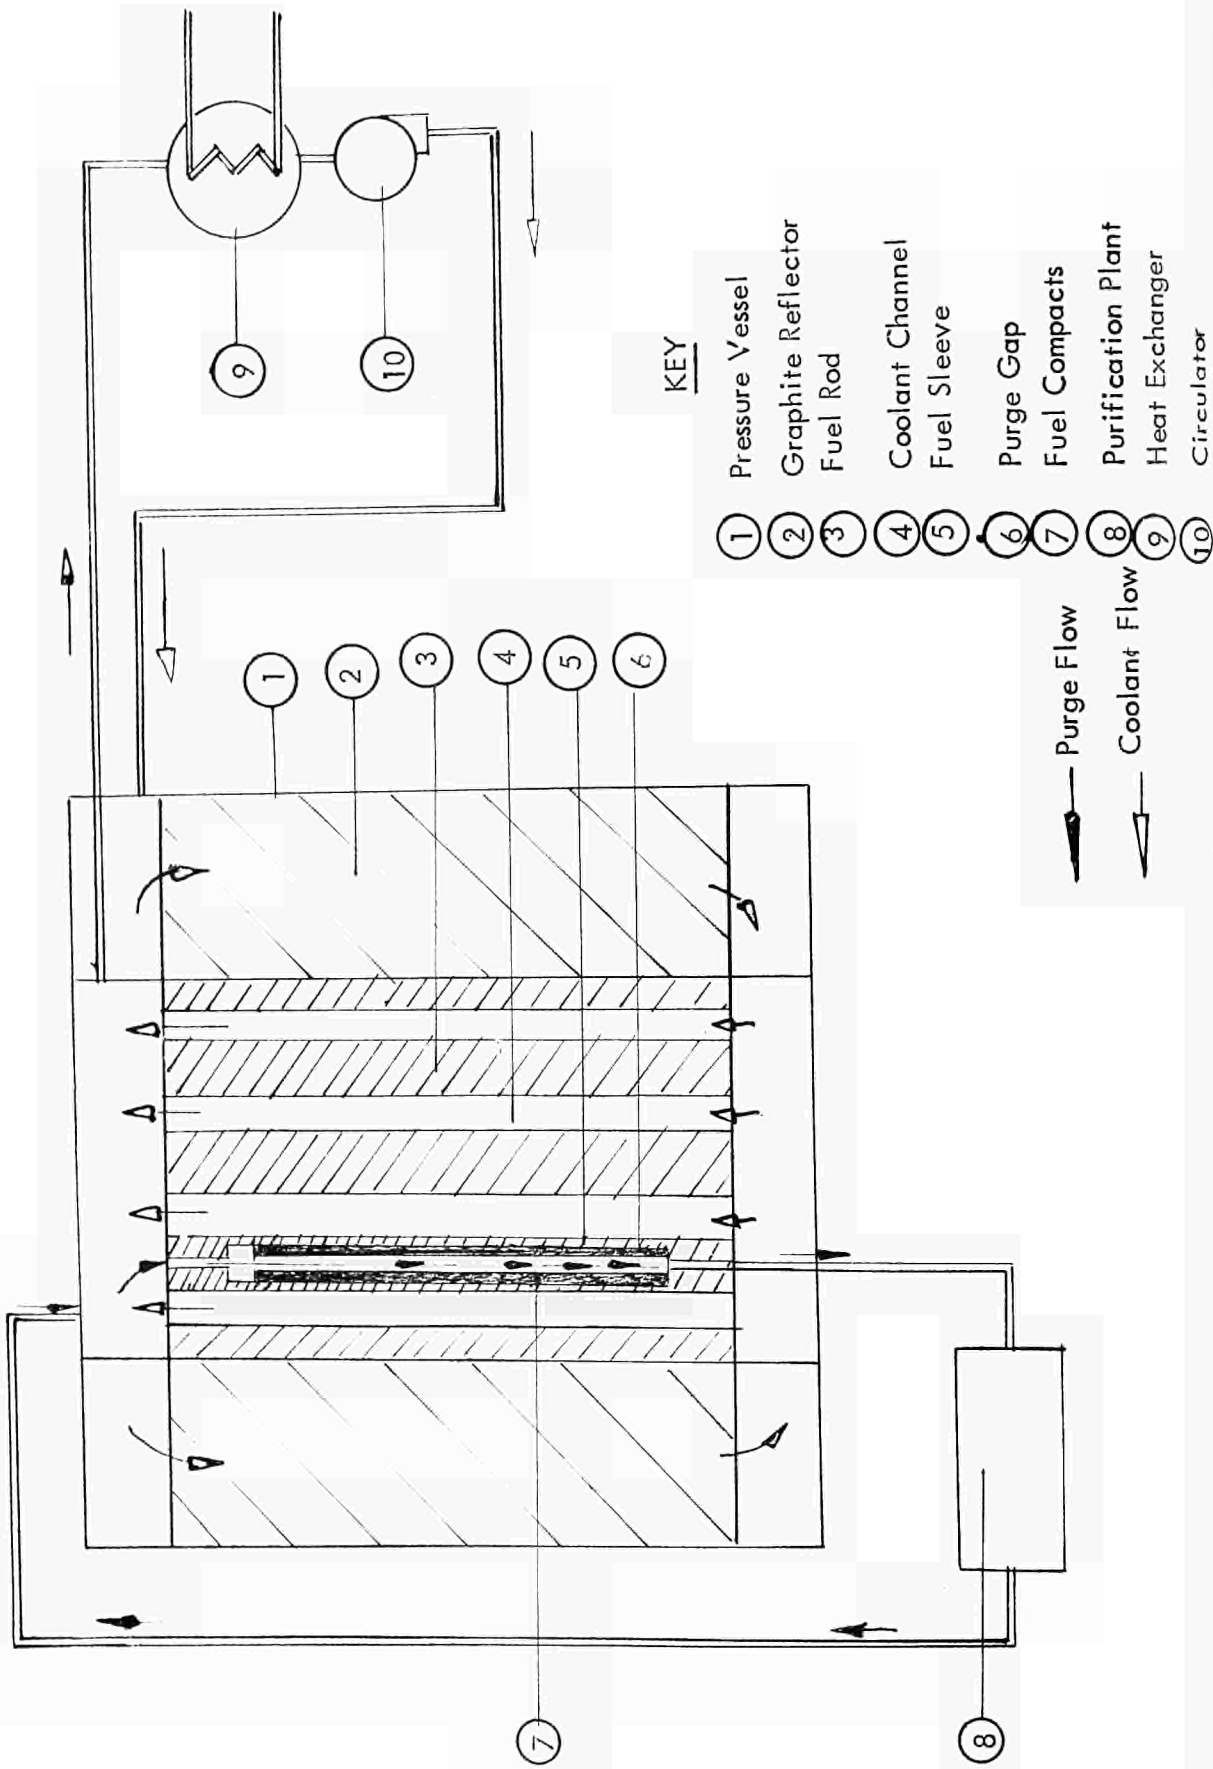 9
10
1
2
3
4
5
6
7
8
KEY
1 Pressure Vessel
2 Graphite Reflector
3 Fuel Rod
4 Coolant Channel
5 Fuel Sleeve
6 Purge Gap
7 Fuel Compacts
8 Purification Plant
9 Heat Exchanger
10 Circulator
Purge Flow
Coolant Flow